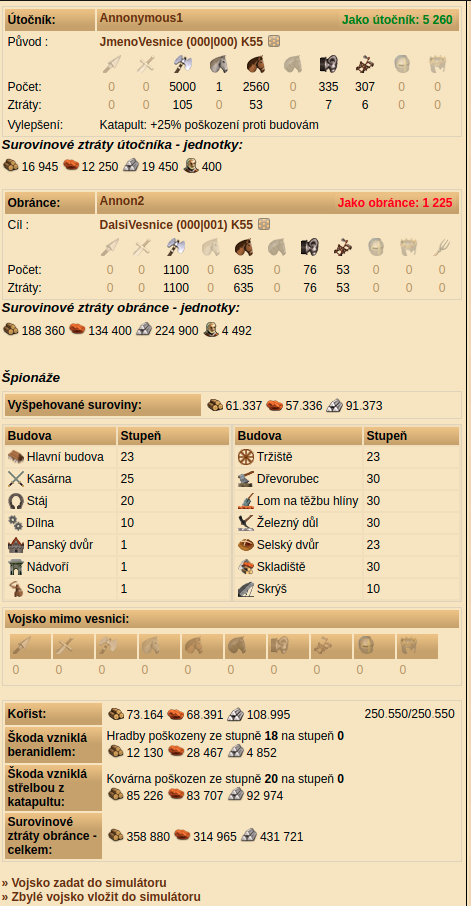 Útočník: Annonymous1 Jako útočník: 5 260
Původ : JmenoVesnice (000|000) K55
0 0 5000 1 2560 0 335 307 0 0
Počet: 0 0 5000 1 2560 0 335 307 0 0
Ztráty: 0 0 105 0 53 0 7 6 0 0
Vylepšení: Katapult: +25% poškození proti budovám
Surovinové ztráty útočníka - jednotky:
16 945 12 250 19 450 400
Obránce: Annon2 Jako obránce: 1 225
Cíl : DalsiVesnice (000|001) K55
Počet: 0 0 1100 0 635 0 76 53 0 0 0
Ztráty: 0 0 1100 0 635 0 76 53 0 0 0
Surovinové ztráty obránce - jednotky:
188 360 134 400 224 900 4 492
Špionáže
Vyšpehované suroviny: 61.337 57.336 91.373
Budova Stupeň Budova Stupeň
Hlavní budova 23 Tržiště 23
Kasárna 25 Dřevorubec 30
Stáj 20 Lom na těžbu hlíny 30
Dílna 10 Železný důl 30
Panský dvůr 1 Selský dvůr 23
Nádvoří 1 Skladiště 30
Socha 1 Skrýš 10
Vojsko mimo vesnici:
0 0 0 0 0 0 0 0 0 0
Kořist: 73.164 68.391 108.995 250.550/250.550
Škoda vzniklá
beranidlem:
Hradby poškozeny ze stupně 18 na stupeň 0
12 130 28 467 4 852
Škoda vzniklá
střelbou z
katapultu:
Kovárna poškozen ze stupně 20 na stupeň 0
85 226 83 707 92 974
Surovinové
ztráty obránce -
celkem:
358 880 314 965 431 721
» Vojsko zadat do simulátoru
» Zbylé vojsko vložit do simulátoru